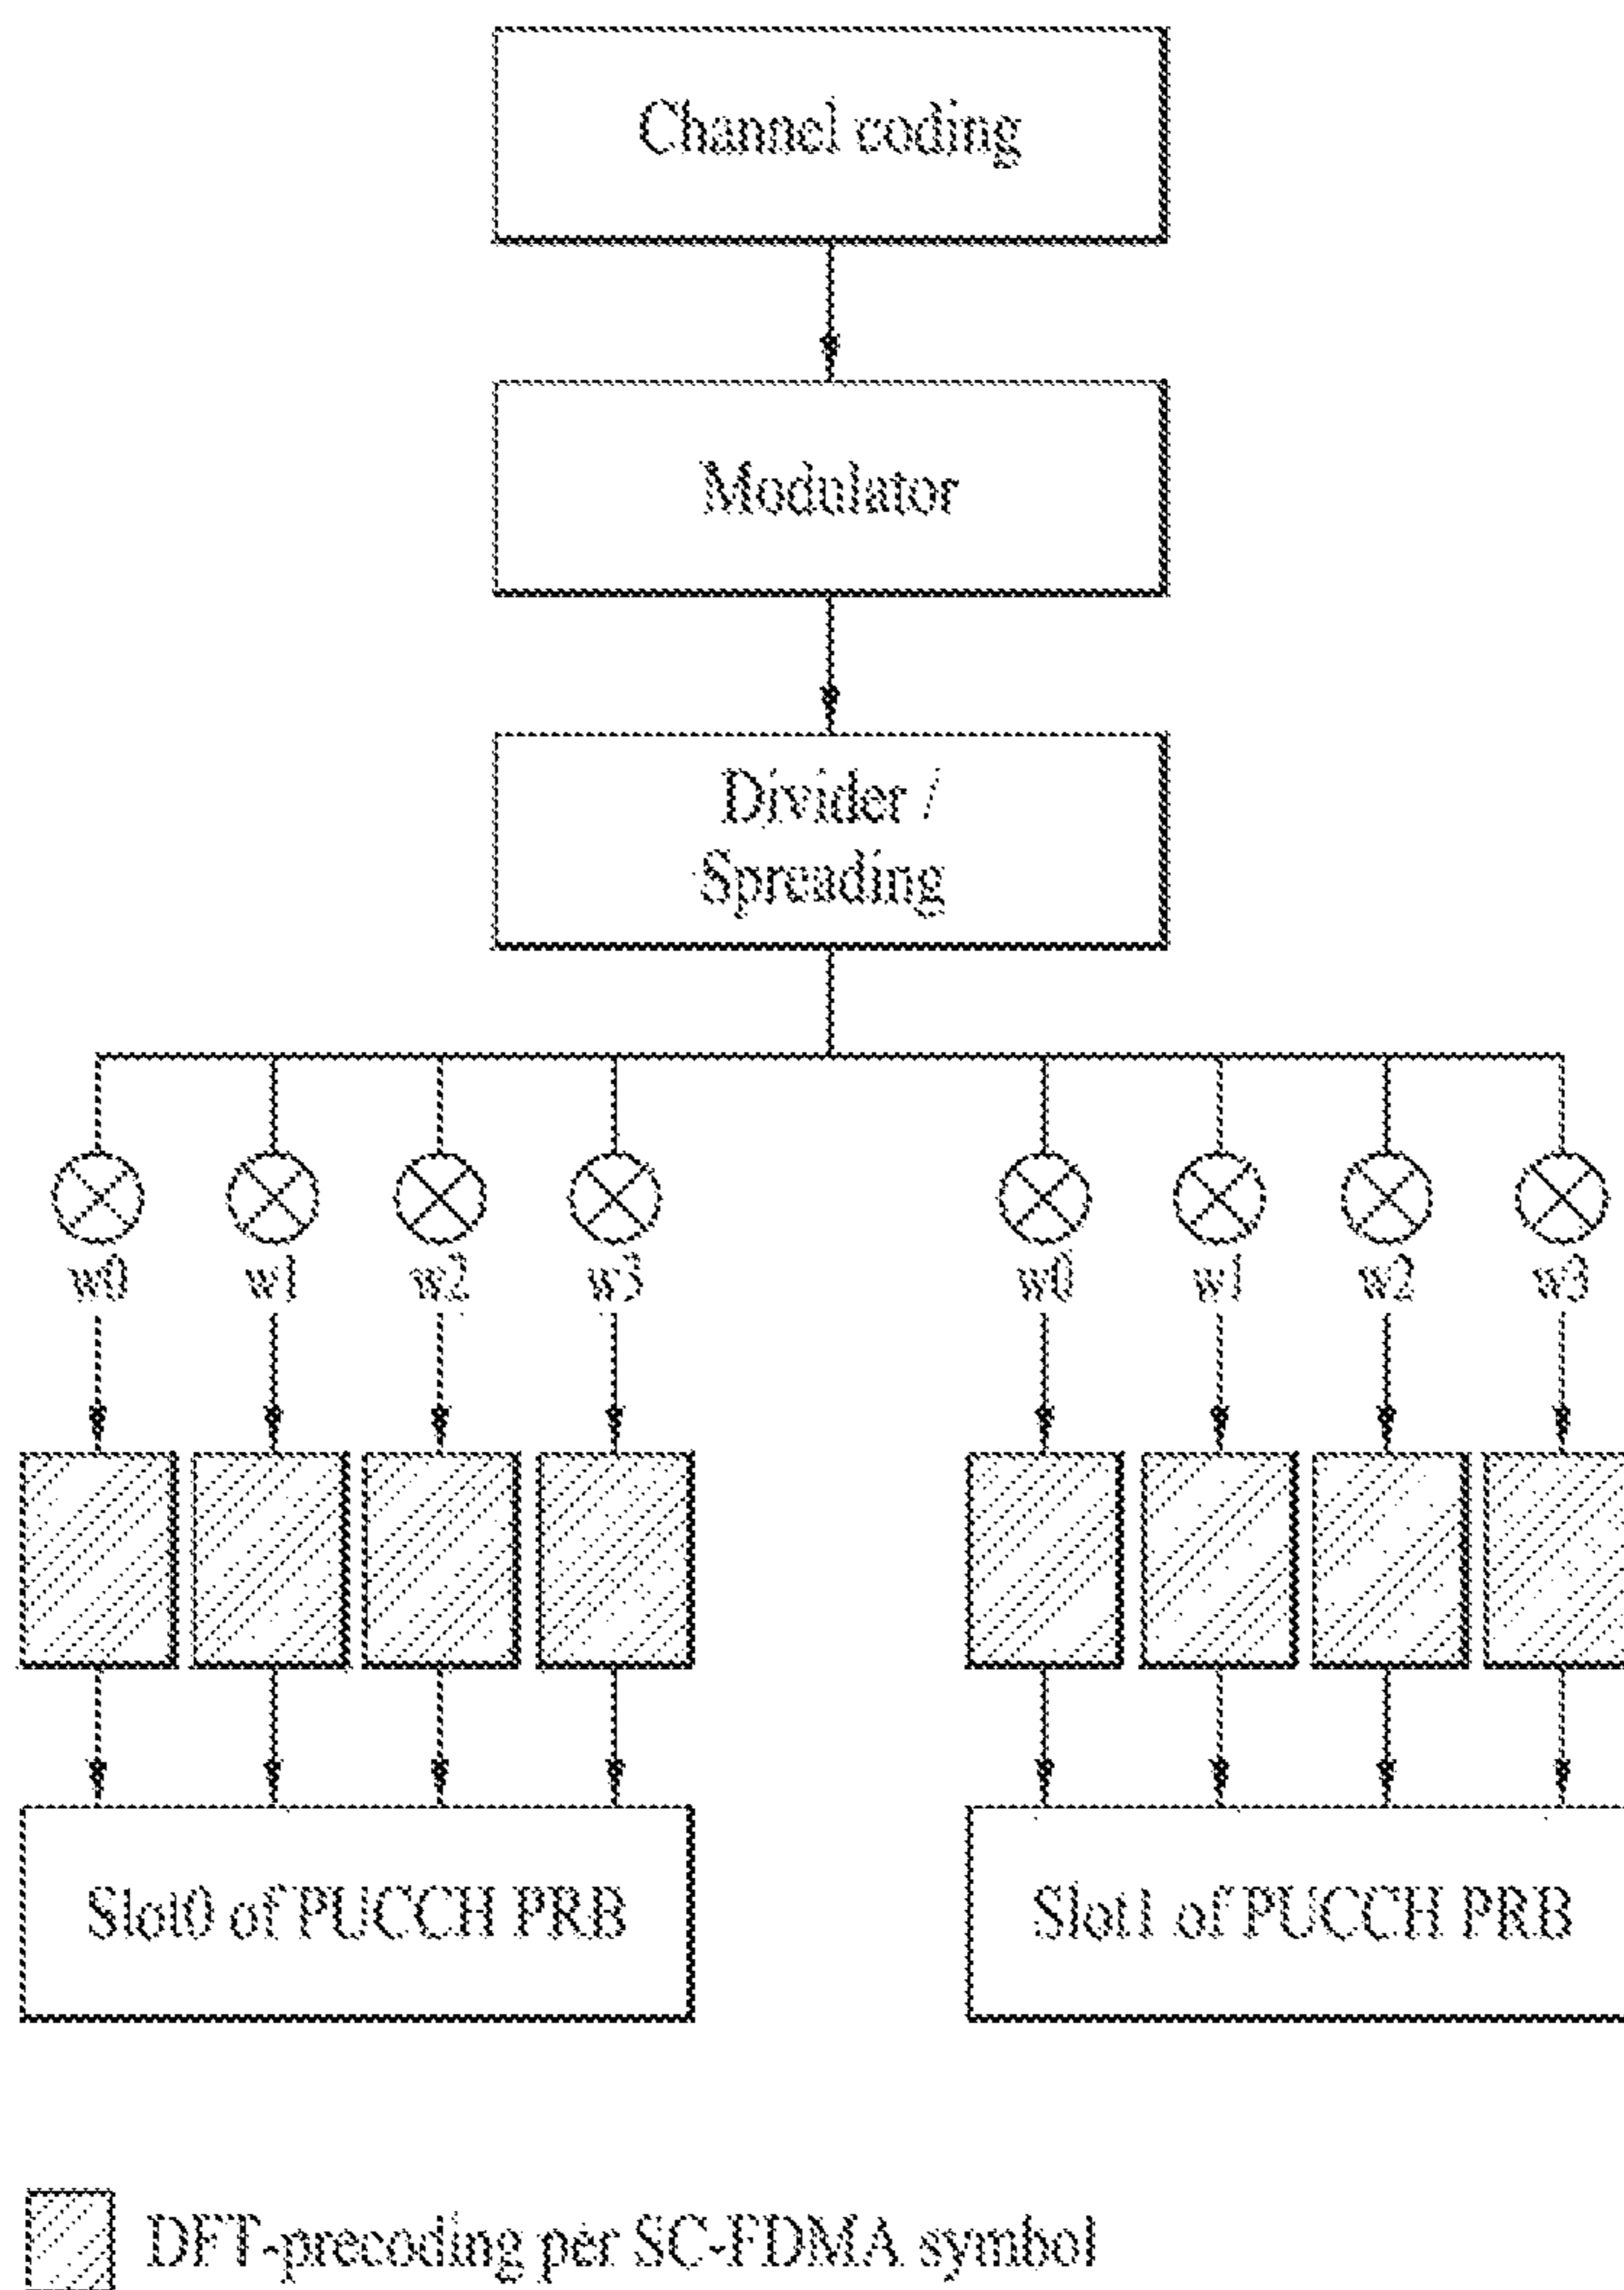 Channel coding
Modulator
Divider /
Spreading
w0 w1 w2 w3 w0 w1 w2 w3
Slot0 of PUCCH PRB Slot1 of PUCCH PRB
DFT-precoding per SC-FDMA symbol